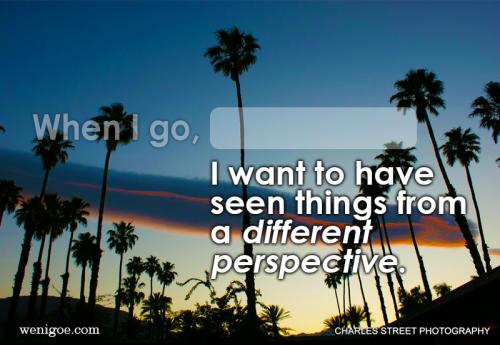 When I go,
I want to have
seen things from
a different
perspective.
wenigoe.com
CHARLES STREET PHOTOGRAPHY